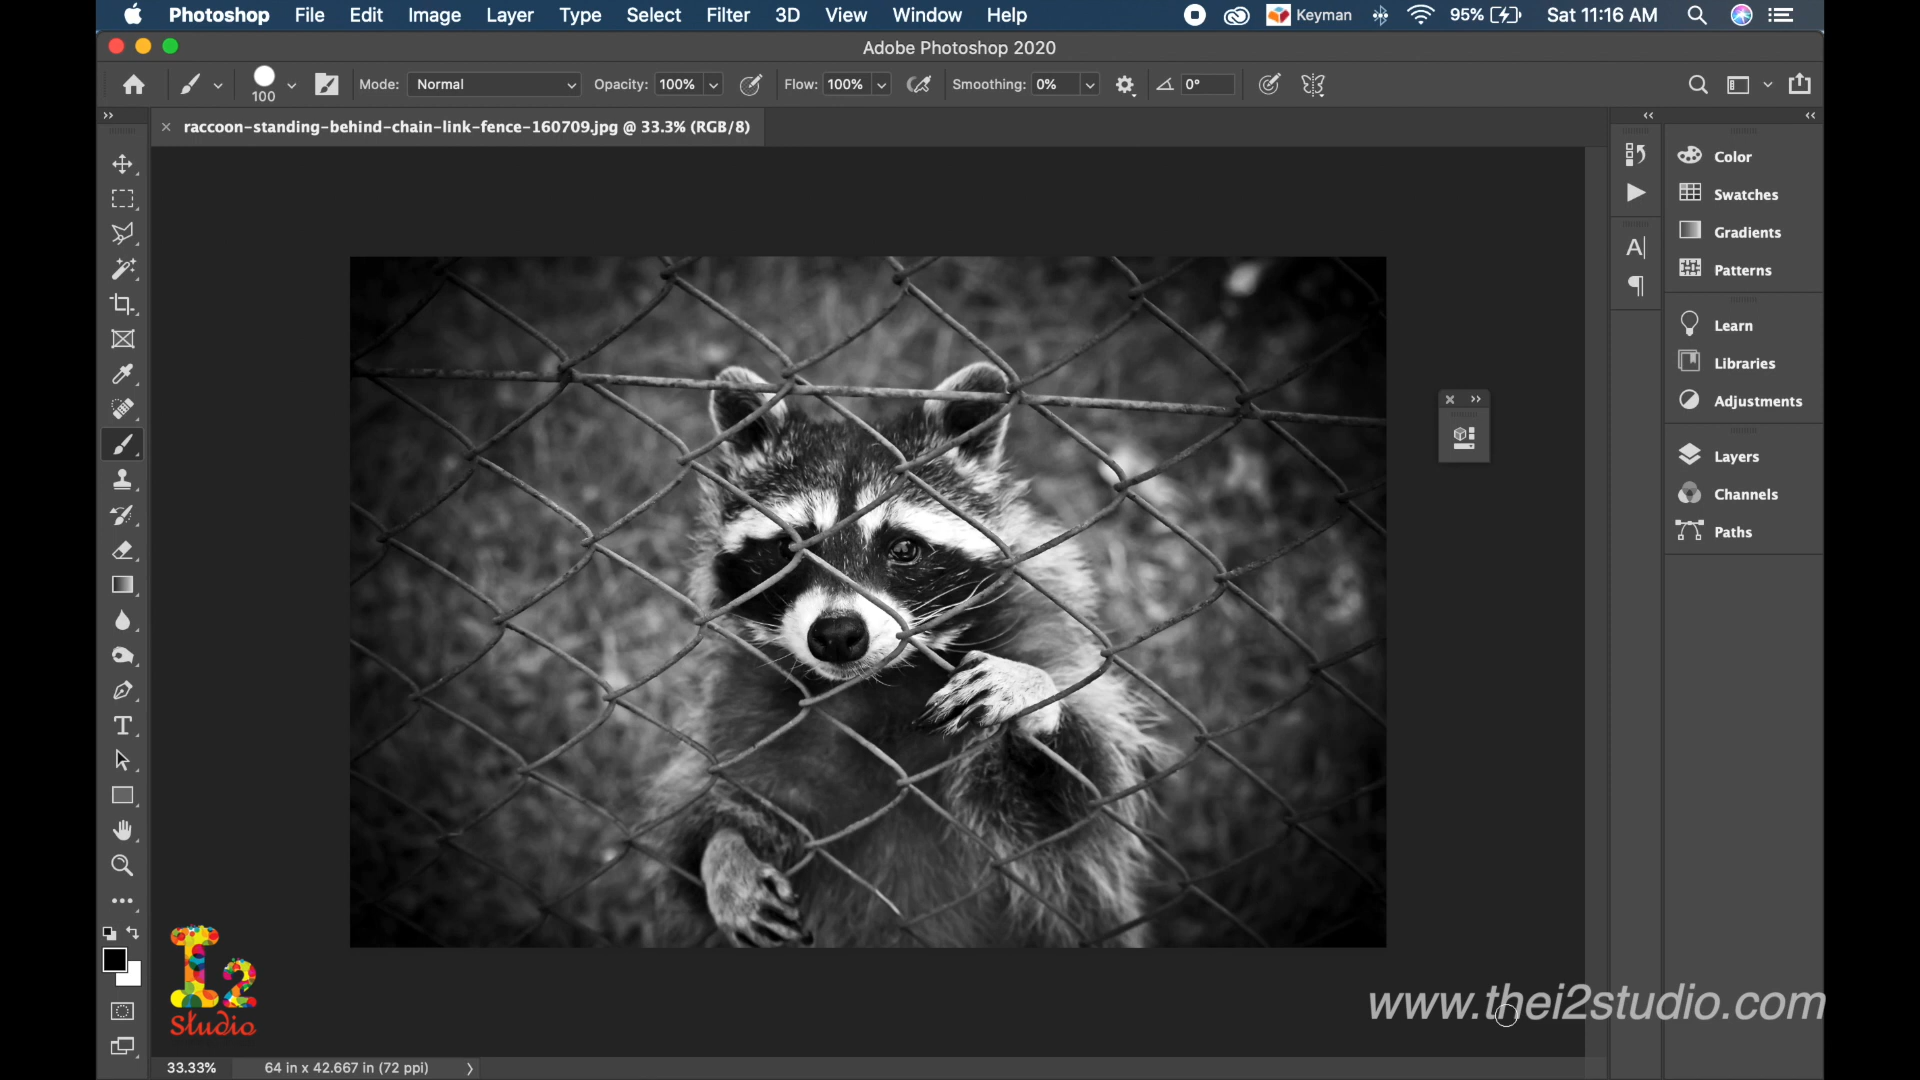 Photoshop File Edit Image Layer Type Select Filter 3D View Window Help Keyman 95% Sat 11:16 AM
Adobe Photoshop 2020
100 Mode: Normal Opacity: 100% Flow: 100% Smoothing: 0% 0°
raccoon-standing-behind-chain-link-fence-160709.jpg @ 33.3% (RGB/8)
Color
Swatches
Gradients
Patterns
Learn
Libraries
Adjustments
Layers
Channels
Paths
I2
Studio
www.thei2studio.com
33.33% 64 in x 42.667 in (72 ppi)